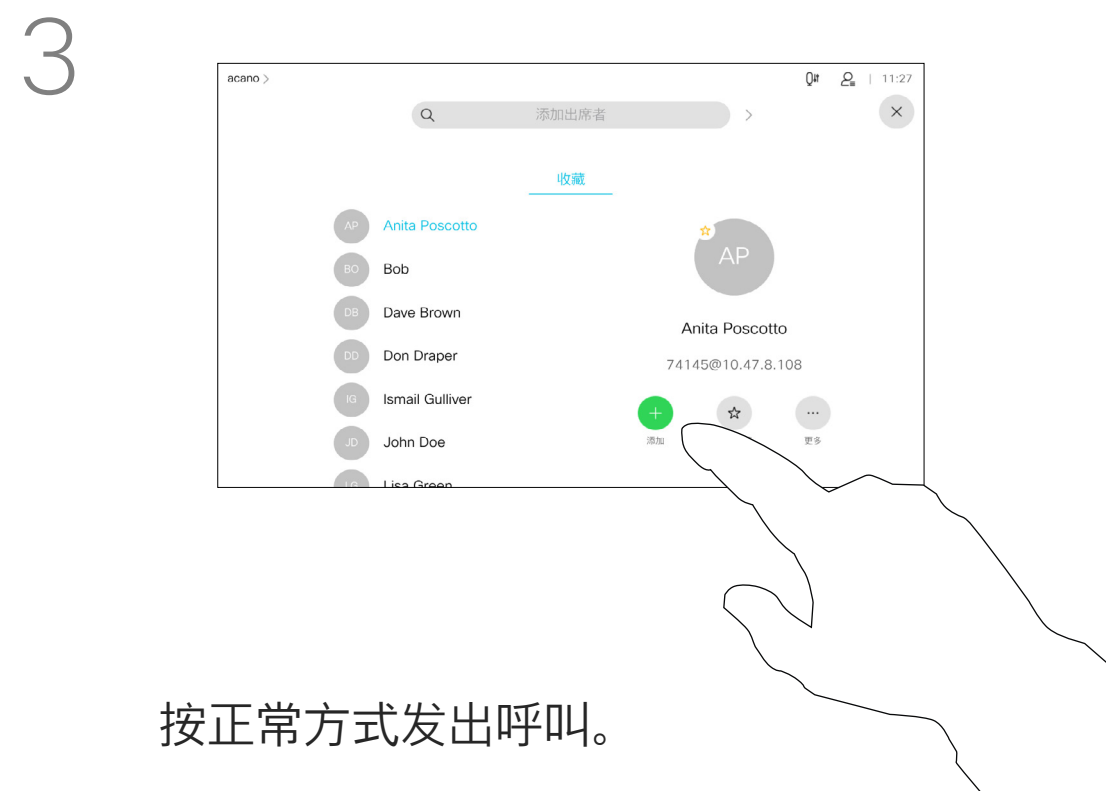 3
acano >
11:27
添加出席者
收藏
AP Anita Poscotto
BO Bob
DB Dave Brown
DD Don Draper
IG Ismail Gulliver
JD John Doe
LG Lisa Green
AP
Anita Poscotto
74145@10.47.8.108
添加
更多
按正常方式发出呼叫。